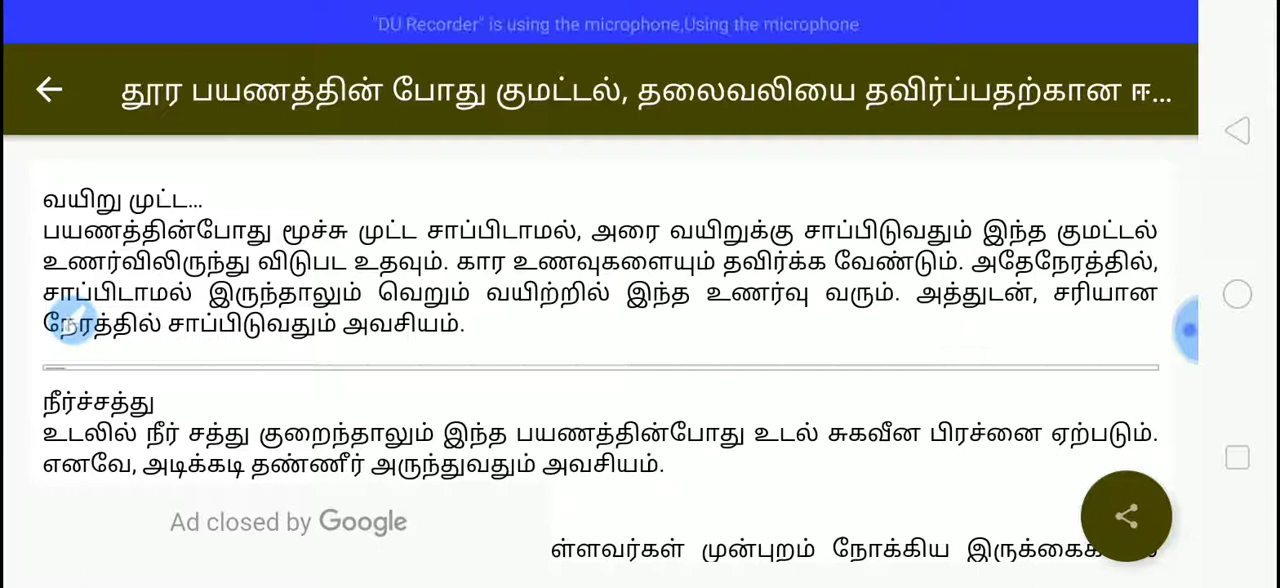 "DU Recorder" is using the microphone,Using the microphone
தூர பயணத்தின் போது குமட்டல், தலைவலியை தவிர்ப்பதற்கான ஈ...
வயிறு முட்ட...
பயணத்தின்போது மூச்சு முட்ட சாப்பிடாமல், அரை வயிறுக்கு சாப்பிடுவதும் இந்த குமட்டல்
உணர்விலிருந்து விடுபட உதவும். கார உணவுகளையும் தவிர்க்க வேண்டும். அதேநேரத்தில்,
சாப்பிடாமல் இருந்தாலும் வெறும் வயிற்றில் இந்த உணர்வு வரும். அத்துடன், சரியான
நேரத்தில் சாப்பிடுவதும் அவசியம்.
நீர்ச்சத்து
உடலில் நீர் சத்து குறைந்தாலும் இந்த பயணத்தின்போது உடல் சுகவீன பிரச்னை ஏற்படும்.
எனவே, அடிக்கடி தண்ணீர் அருந்துவதும் அவசியம்.
Ad closed by Google
ள்ளவர்கள் முன்புறம் நோக்கிய